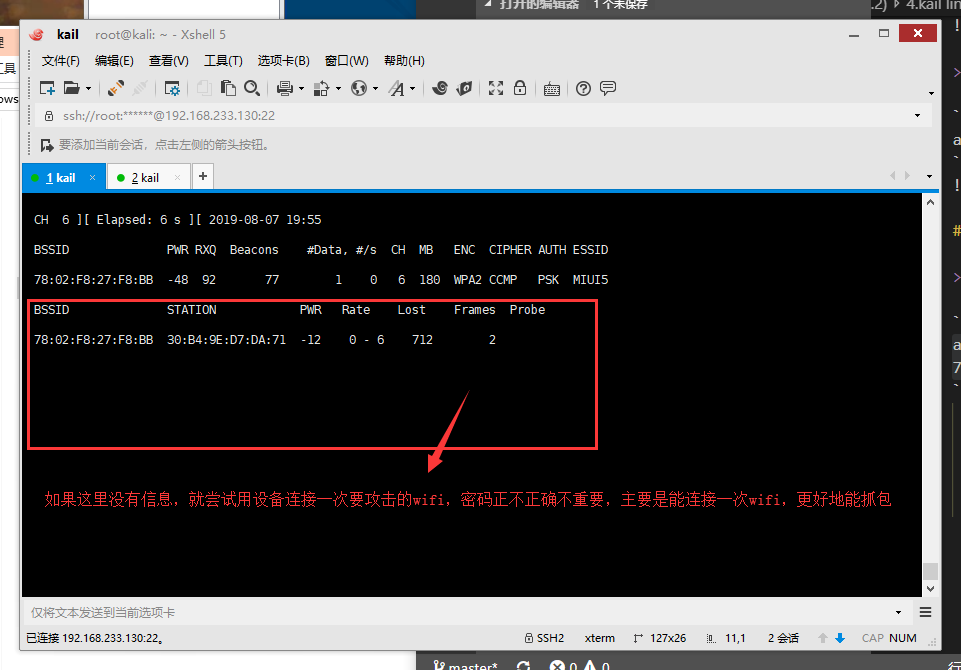 打开的编辑器 1 个未保存
.2)
4.kail lin
kail root@kali: ~ - Xshell 5
文件(F) 编辑(E) 查看(V) 工具(T) 选项卡(B) 窗口(W) 帮助(H)
工具
ows
ssh://root:******@192.168.233.130:22
要添加当前会话，点击左侧的箭头按钮。
1 kail × 2 kail × +
CH 6 ][ Elapsed: 6 s ][ 2019-08-07 19:55
BSSID PWR RXQ Beacons #Data, #/s CH MB ENC CIPHER AUTH ESSID
78:02:F8:27:F8:BB -48 92 77 1 0 6 180 WPA2 CCMP PSK MIUI5
BSSID STATION PWR Rate Lost Frames Probe
78:02:F8:27:F8:BB 30:B4:9E:D7:DA:71 -12 0 - 6 712 2
如果这里没有信息，就尝试用设备连接一次要攻击的wifi，密码正不正确不重要，主要是能连接一次wifi，更好地能抓包
仅将文本发送到当前选项卡
已连接 192.168.233.130:22。 SSH2 xterm 127x26 11,1 2 会话 CAP NUM
master* 0 0
行